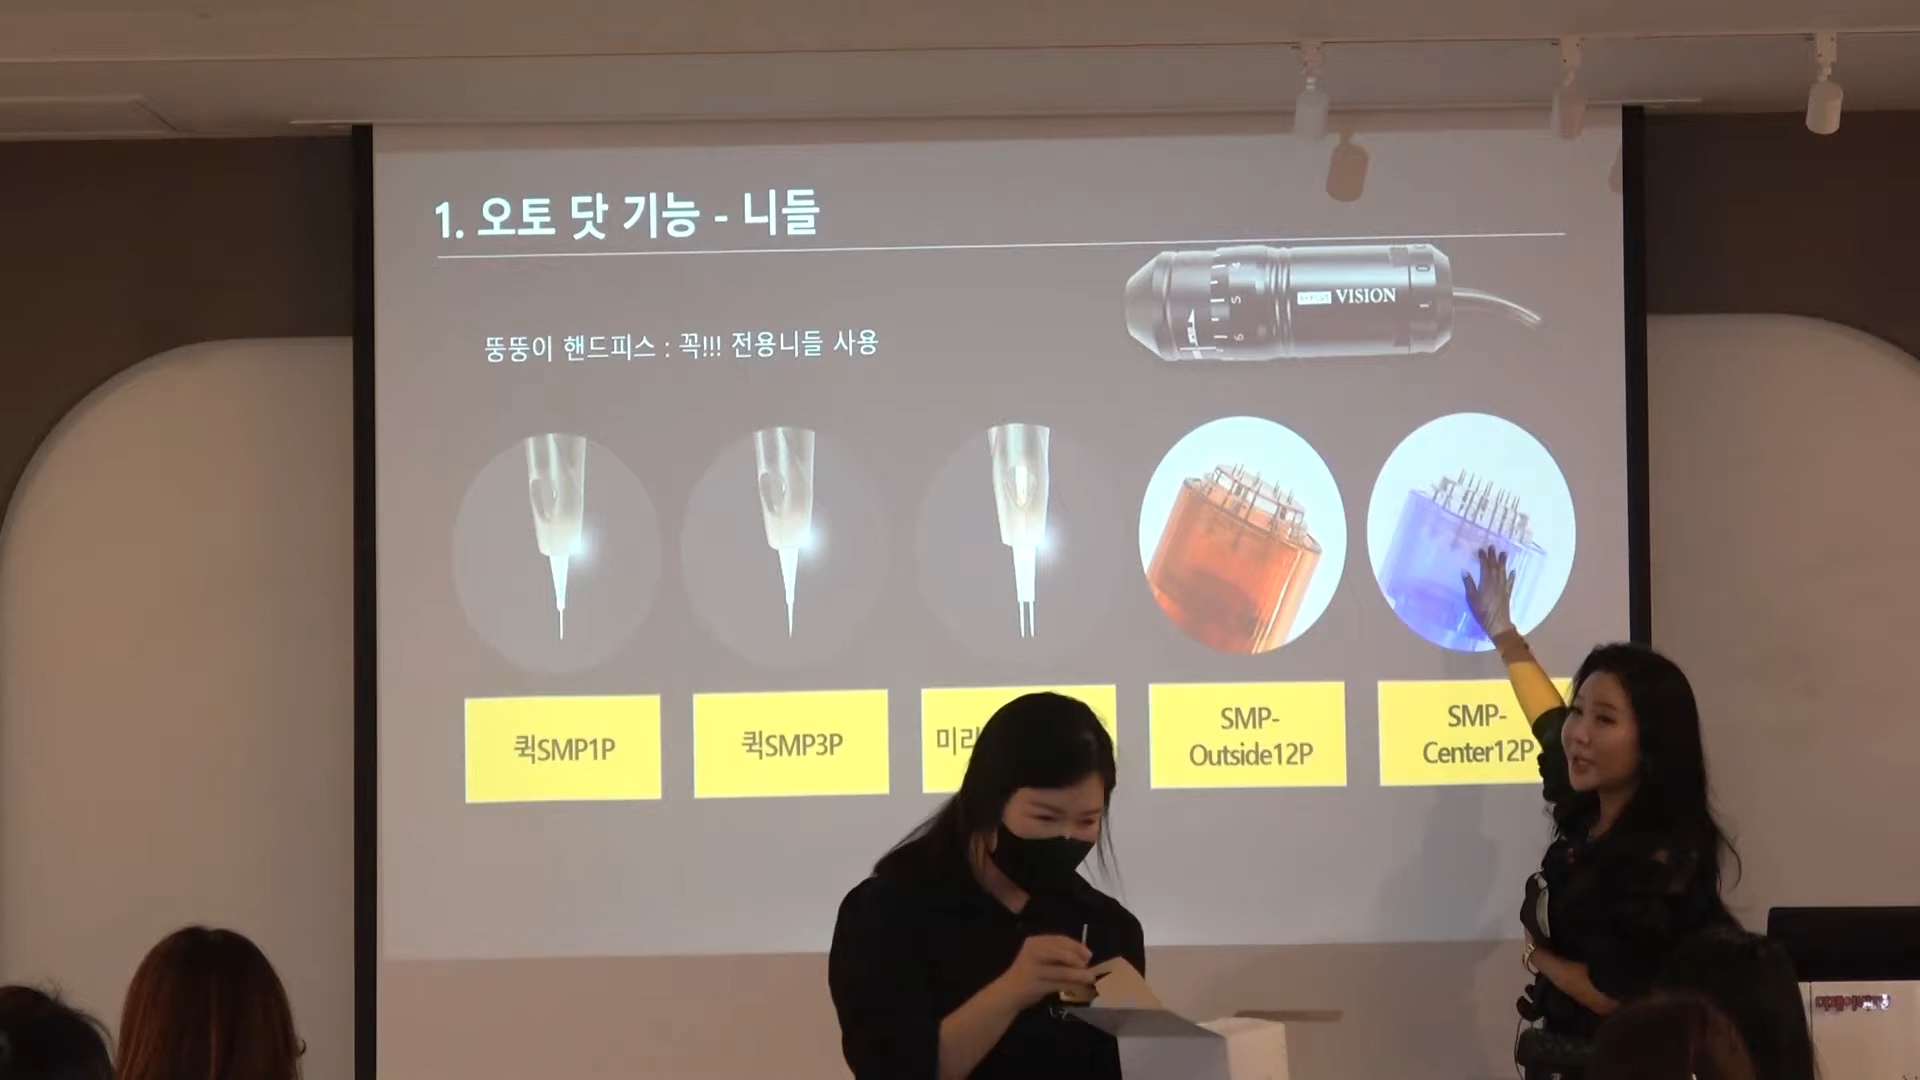 1. 오토 닷 기능 - 니들
VISION
뚱뚱이 핸드피스 : 꼭!!! 전용니들 사용
퀵SMP1P
퀵SMP3P
SMP-
Outside12P
SMP-
Center12P